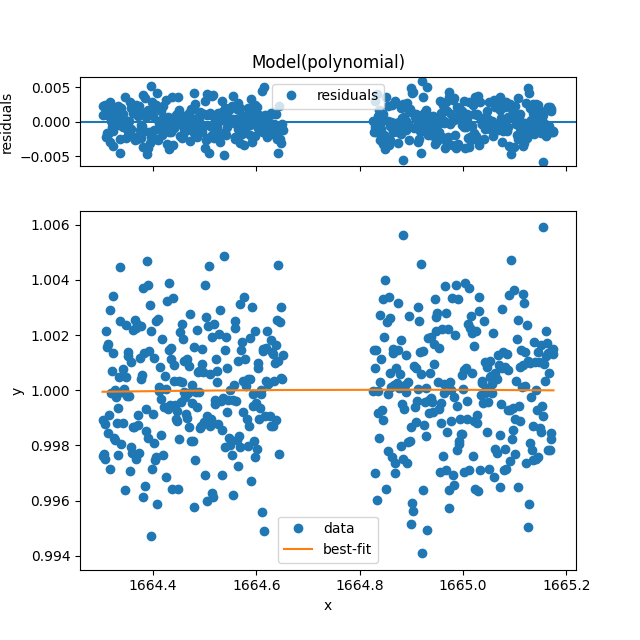 Model(polynomial)
residuals
0.005
0.000
−0.005
residuals
1.006
1.004
1.002
1.000
0.998
0.996
0.994
y
data
best-fit
1664.4
1664.6
1664.8
1665.0
1665.2
x